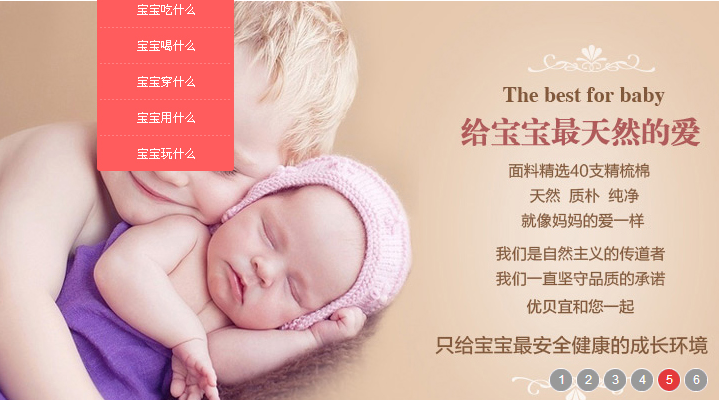 宝宝吃什么
宝宝喝什么
宝宝穿什么
宝宝用什么
宝宝玩什么
The best for baby
给宝宝最天然的爱
面料精选40支精梳棉
天然 质朴 纯净
就像妈妈的爱一样
我们是自然主义的传道者
我们一直坚守品质的承诺
优贝宜和您一起
只给宝宝最安全健康的成长环境
1 2 3 4 5 6